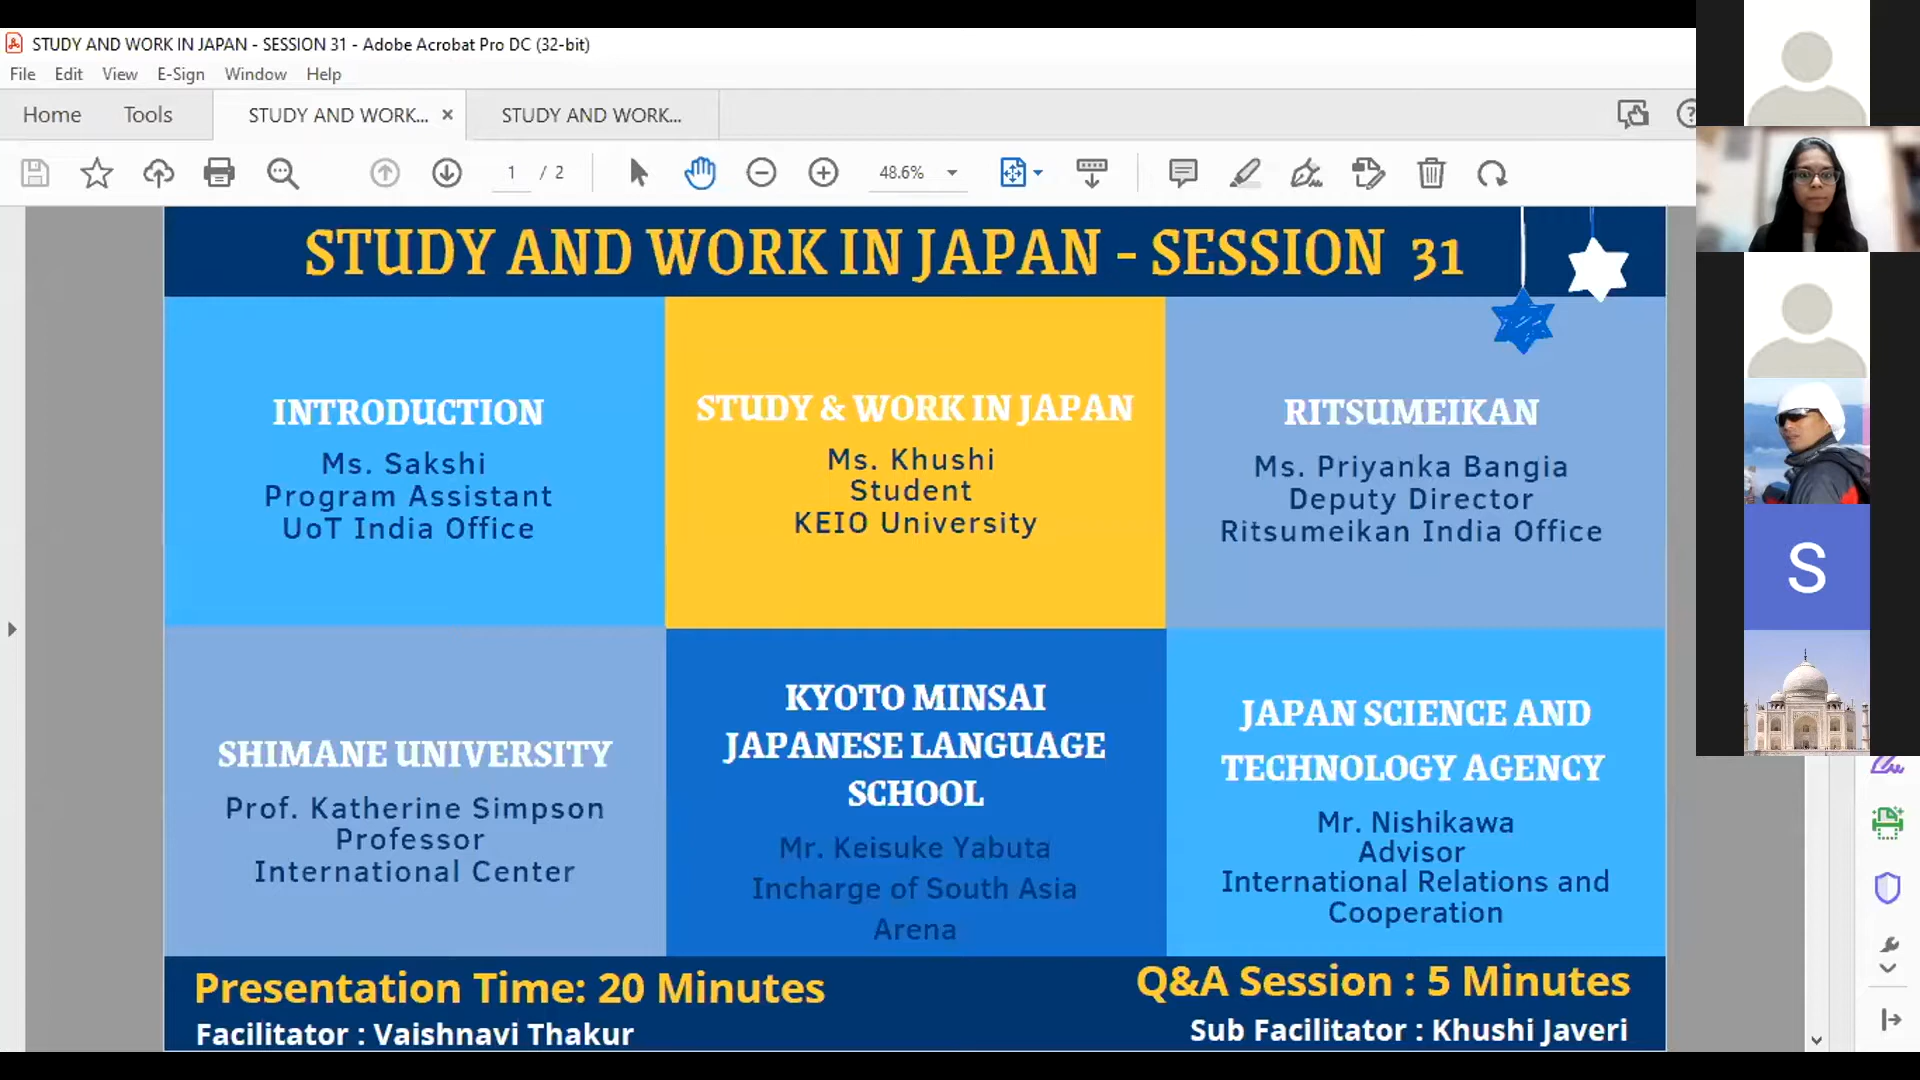 STUDY AND WORK IN JAPAN - SESSION 31 - Adobe Acrobat Pro DC (32-bit)
File Edit View E-Sign Window Help
Home Tools STUDY AND WORK... × STUDY AND WORK...
1 / 2 48.6%
STUDY AND WORK IN JAPAN - SESSION 31
INTRODUCTION
Ms. Sakshi
Program Assistant
UoT India Office
STUDY & WORK IN JAPAN
Ms. Khushi
Student
KEIO University
RITSUMEIKAN
Ms. Priyanka Bangia
Deputy Director
Ritsumeikan India Office
SHIMANE UNIVERSITY
Prof. Katherine Simpson
Professor
International Center
KYOTO MINSAI
JAPANESE LANGUAGE
SCHOOL
Mr. Keisuke Yabuta
Incharge of South Asia
Arena
JAPAN SCIENCE AND
TECHNOLOGY AGENCY
Mr. Nishikawa
Advisor
International Relations and
Cooperation
Presentation Time: 20 Minutes
Facilitator : Vaishnavi Thakur
Q&A Session : 5 Minutes
Sub Facilitator : Khushi Javeri
S